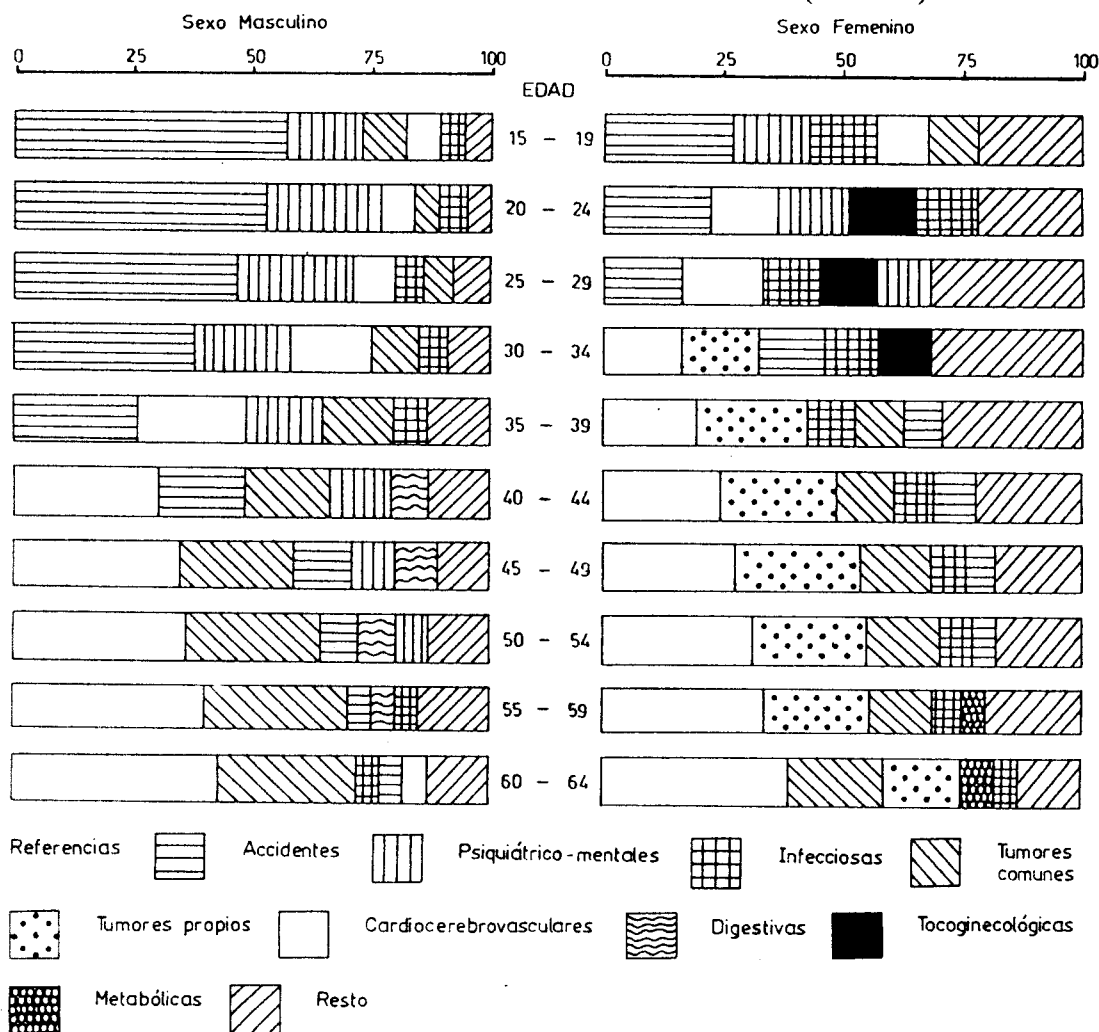 Sexo Masculino
Sexo Femenino
0 25 50 75 100
0 25 50 75 100
EDAD
15 - 19
20 - 24
25 - 29
30 - 34
35 - 39
40 - 44
45 - 49
50 - 54
55 - 59
60 - 64
Referencias
Accidentes
Psiquiátrico-mentales
Infecciosas
Tumores
comunes
Tumores propios
Cardiocerebrovasculares
Digestivas
Tocoginecológicas
Metabólicas
Resto